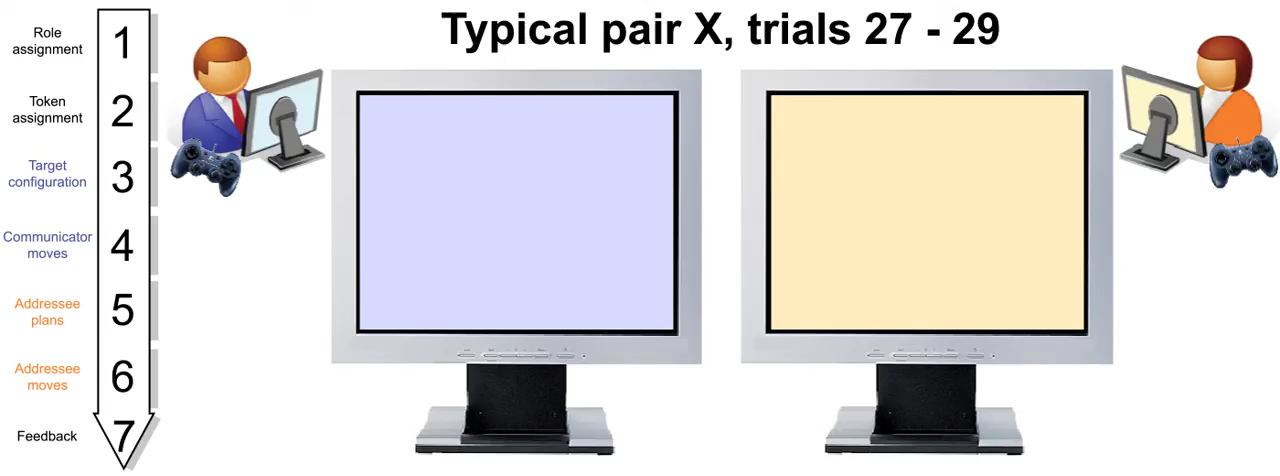 Typical pair X, trials 27 - 29
Role
assignment
1
Token
assignment
2
Target
configuration
3
Communicator
moves
4
Addressee
plans
5
Addressee
moves
6
Feedback
7